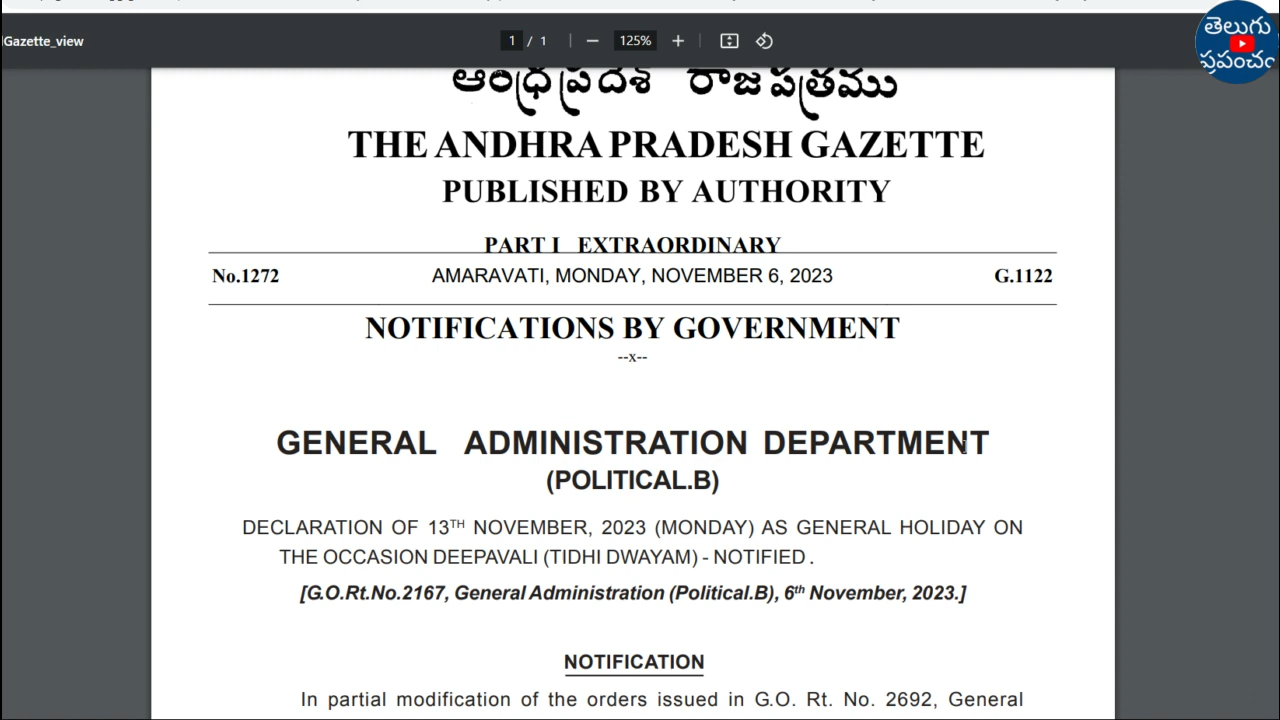 Gazette_view
1 / 1
125%
తెలుగు
ప్రపంచం
ఆంధ్రప్రదేశ్ రాజపత్రము
THE ANDHRA PRADESH GAZETTE
PUBLISHED BY AUTHORITY
PART I EXTRAORDINARY
No.1272 AMARAVATI, MONDAY, NOVEMBER 6, 2023 G.1122
NOTIFICATIONS BY GOVERNMENT
--x--
GENERAL ADMINISTRATION DEPARTMENT
(POLITICAL.B)
DECLARATION OF 13TH NOVEMBER, 2023 (MONDAY) AS GENERAL HOLIDAY ON
THE OCCASION DEEPAVALI (TIDHI DWAYAM) - NOTIFIED .
[G.O.Rt.No.2167, General Administration (Political.B), 6th November, 2023.]
NOTIFICATION
In partial modification of the orders issued in G.O. Rt. No. 2692, General